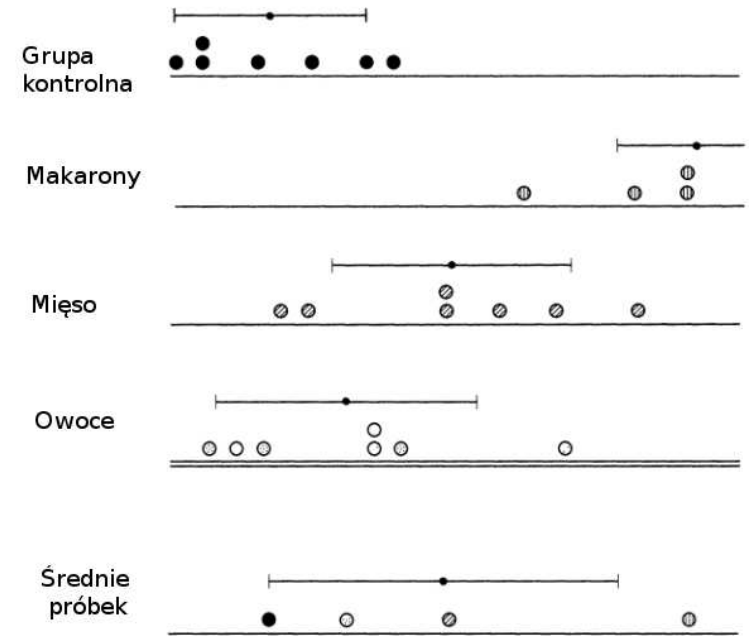 Grupa
kontrolna
Makarony
Mięso
Owoce
Średnie
próbek